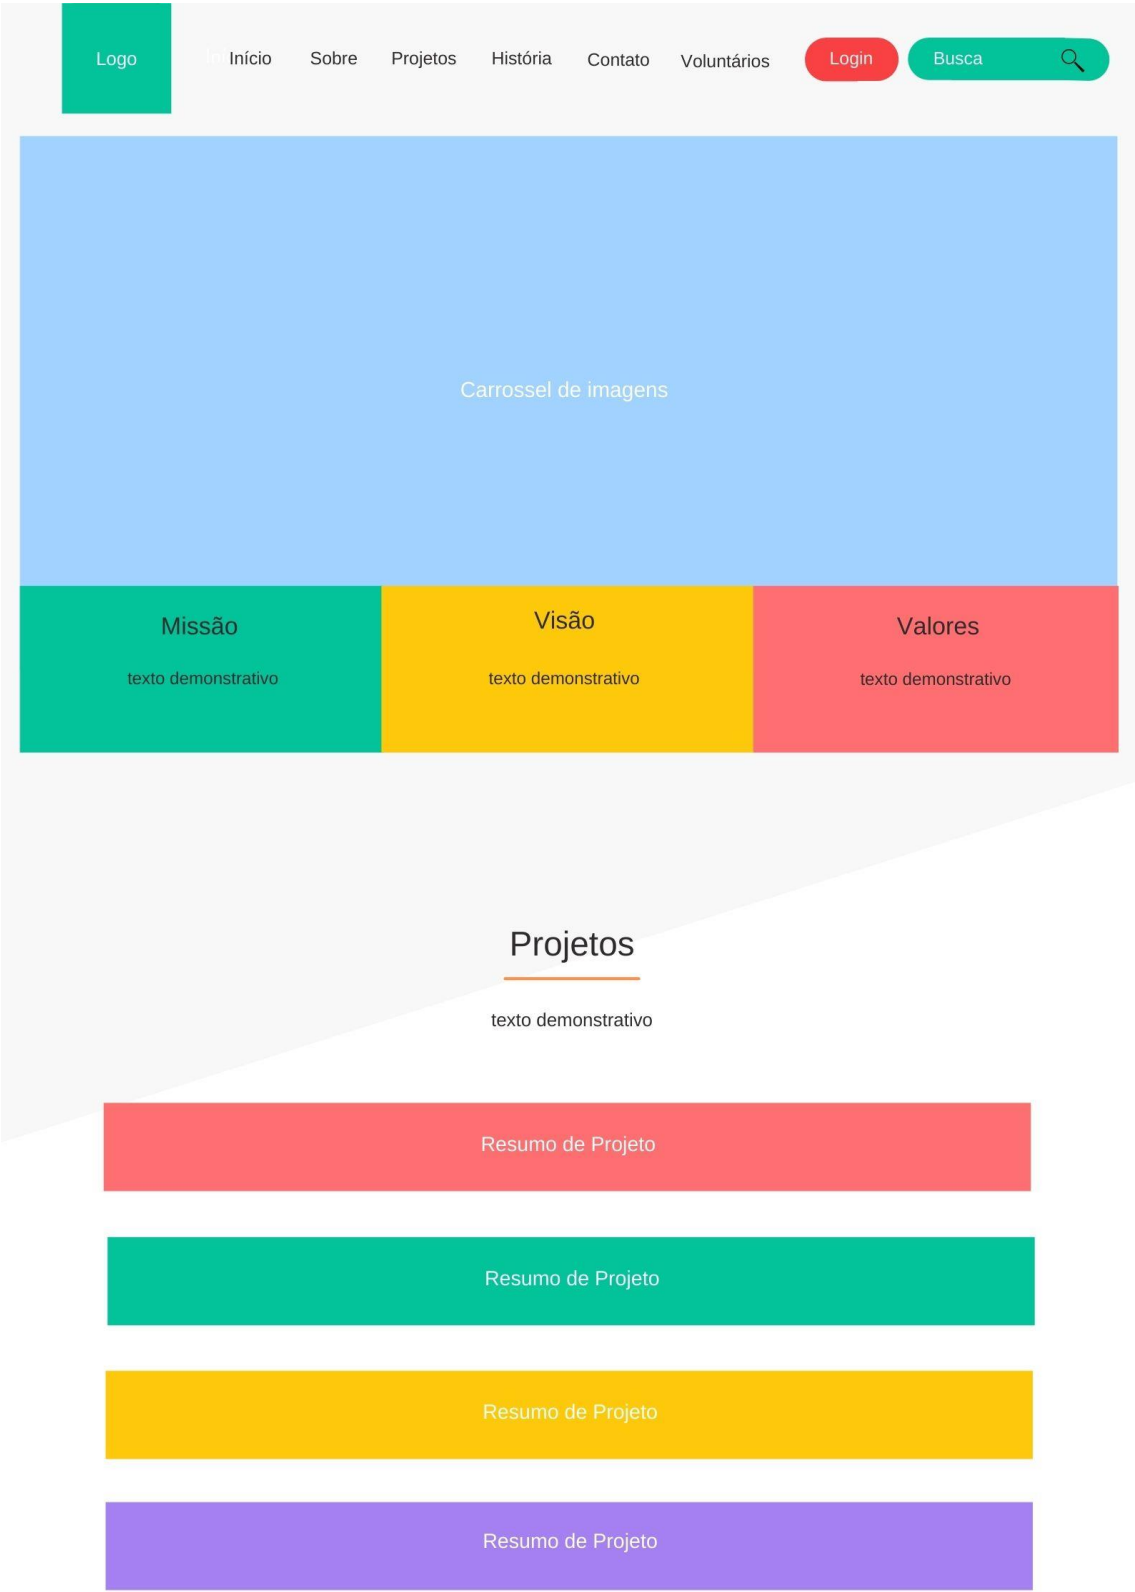 Logo
Início
Sobre
Projetos
História
Contato
Voluntários
Login
Busca
Carrossel de imagens
Missão
texto demonstrativo
Visão
texto demonstrativo
Valores
texto demonstrativo
Projetos
texto demonstrativo
Resumo de Projeto
Resumo de Projeto
Resumo de Projeto
Resumo de Projeto